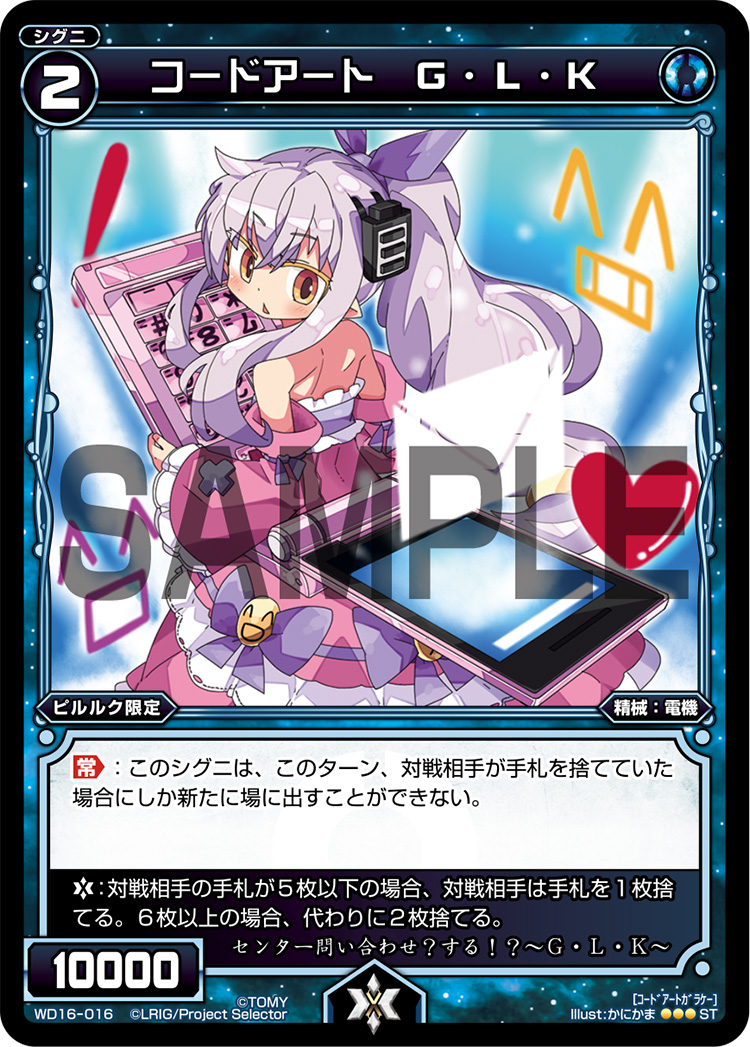 シグニ
2
コードアート G・L・K
#
*
8
7
SAMPLE
ピルルク限定
精械：電機
常：このシグニは、このターン、対戦相手が手札を捨てていた
場合にしか新たに場に出すことができない。
：対戦相手の手札が５枚以下の場合、対戦相手は手札を１枚捨
てる。６枚以上の場合、代わりに２枚捨てる。
センター問い合わせ？する！？～G・L・K～
10000
©TOMY
[ｺｰﾄﾞｱｰﾄｶﾞﾗｹｰ]
WD16-016 ©LRIG/Project Selector
Illust:かにかま ST